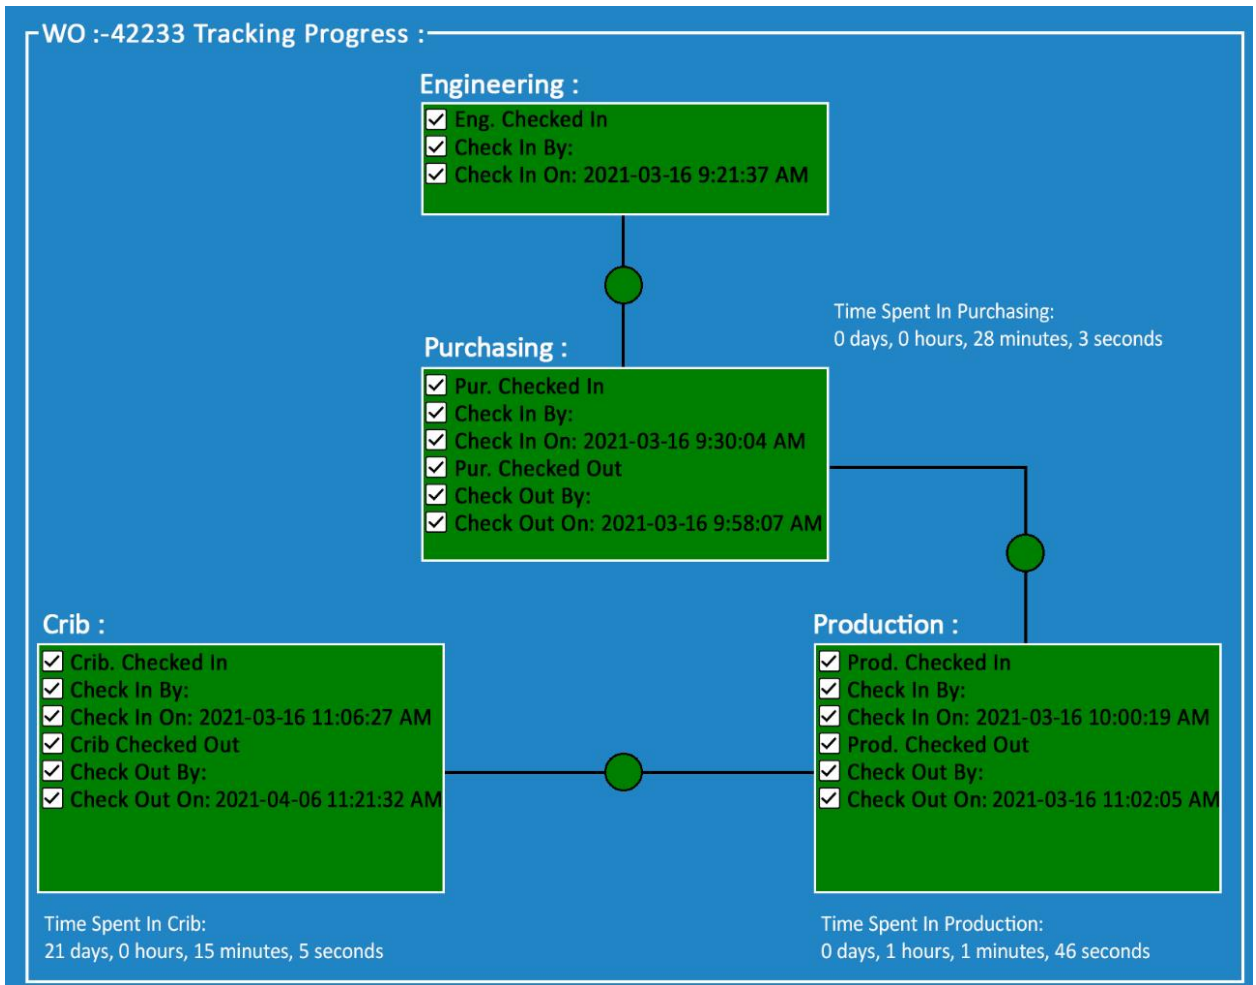 WO :-42233 Tracking Progress :
Engineering :
Eng. Checked In
Check In By:
Check In On: 2021-03-16 9:21:37 AM
Time Spent In Purchasing:
0 days, 0 hours, 28 minutes, 3 seconds
Purchasing :
Pur. Checked In
Check In By:
Check In On: 2021-03-16 9:30:04 AM
Pur. Checked Out
Check Out By:
Check Out On: 2021-03-16 9:58:07 AM
Crib :
Crib. Checked In
Check In By:
Check In On: 2021-03-16 11:06:27 AM
Crib Checked Out
Check Out By:
Check Out On: 2021-04-06 11:21:32 AM
Time Spent In Crib:
21 days, 0 hours, 15 minutes, 5 seconds
Production :
Prod. Checked In
Check In By:
Check In On: 2021-03-16 10:00:19 AM
Prod. Checked Out
Check Out By:
Check Out On: 2021-03-16 11:02:05 AM
Time Spent In Production:
0 days, 1 hours, 1 minutes, 46 seconds